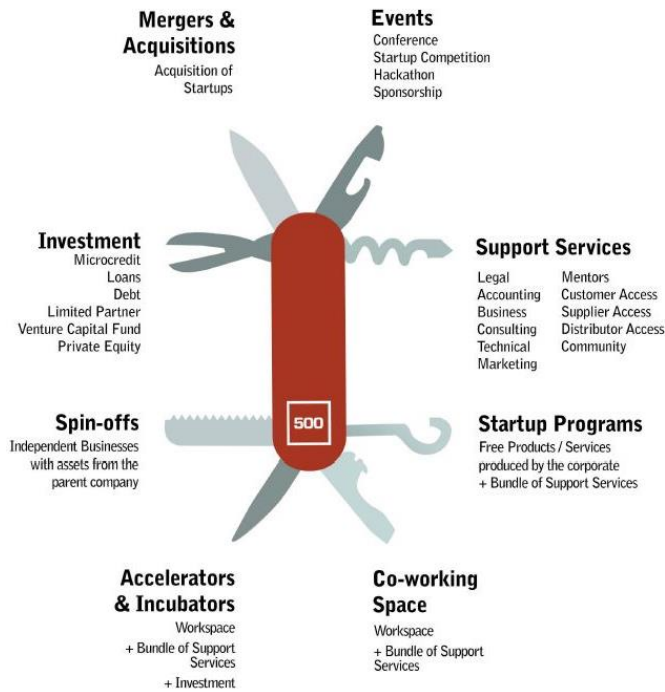 Mergers &
Acquisitions
Acquisition of
Startups
Events
Conference
Startup Competition
Hackathon
Sponsorship
Investment
Microcredit
Loans
Debt
Limited Partner
Venture Capital Fund
Private Equity
Support Services
Legal
Accounting
Business
Consulting
Technical
Marketing
Mentors
Customer Access
Supplier Access
Distributor Access
Community
Spin-offs
Independent Businesses
with assets from the
parent company
500
Startup Programs
Free Products / Services
produced by the corporate
+ Bundle of Support Services
Accelerators
& Incubators
Workspace
+ Bundle of Support
Services
+ Investment
Co-working
Space
Workspace
+ Bundle of Support
Services